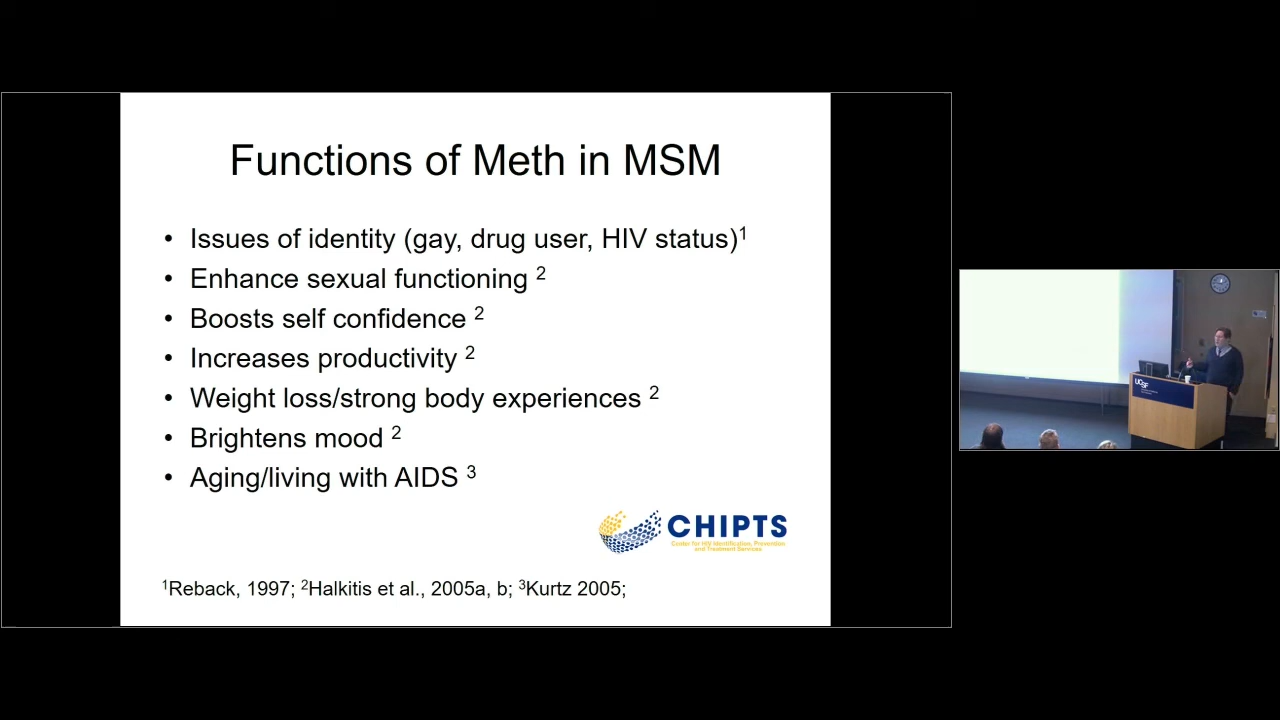 Functions of Meth in MSM
• Issues of identity (gay, drug user, HIV status)¹
• Enhance sexual functioning ²
• Boosts self confidence ²
• Increases productivity ²
• Weight loss/strong body experiences ²
• Brightens mood ²
• Aging/living with AIDS ³
CHIPTS
Center for HIV Identification, Prevention
and Treatment Services
¹Reback, 1997; ²Halkitis et al., 2005a, b; ³Kurtz 2005;
UCSF